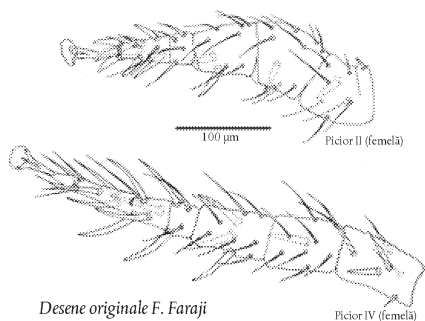 100 µm
Picior II (femelă)
Desene originale F. Faraji
Picior IV (femelă)